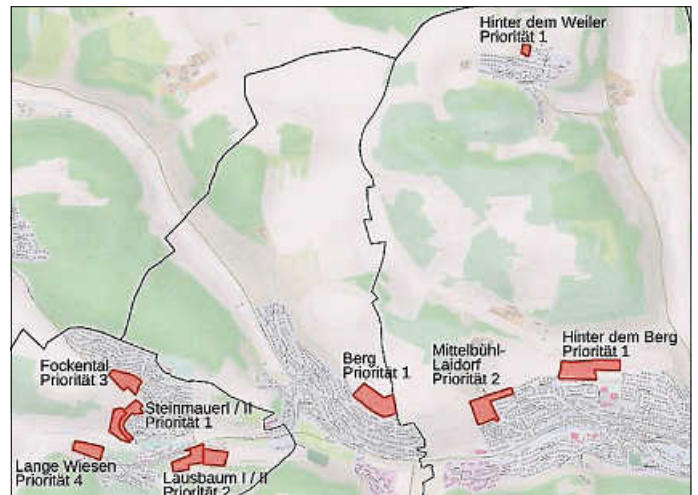 Hinter dem Weiler
Priorität 1
Hinter dem Berg
Priorität 1
Mittelbühl-
Laidorf
Priorität 2
Berg
Priorität 1
Fockental
Priorität 3
SteinmauerI / II
Priorität 1
Lange Wiesen
Priorität 4
Lausbaum I / II
Priorität 2